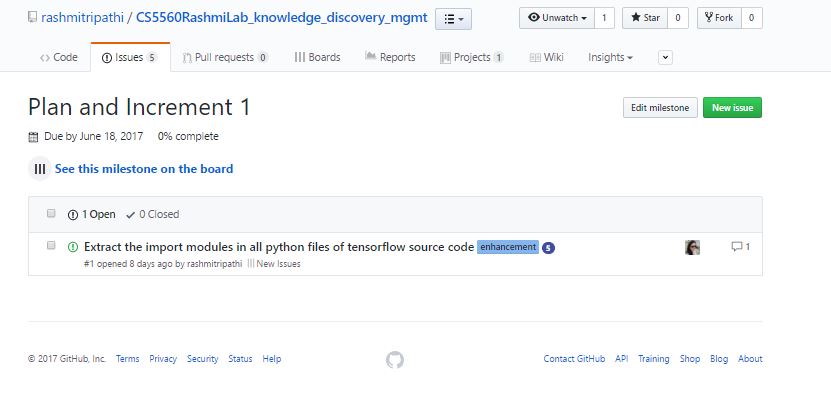 rashmitripathi / CS5560RashmiLab_knowledge_discovery_mgmt Unwatch 1 Star 0 Fork 0
Code Issues 5 Pull requests 0 Boards Reports Projects 1 Wiki Insights
Plan and Increment 1 Edit milestone New issue
Due by June 18, 2017 0% complete
See this milestone on the board
1 Open 0 Closed
Extract the import modules in all python files of tensorflow source code enhancement 5 1
#1 opened 8 days ago by rashmitripathi New Issues
© 2017 GitHub, Inc. Terms Privacy Security Status Help Contact GitHub API Training Shop Blog About